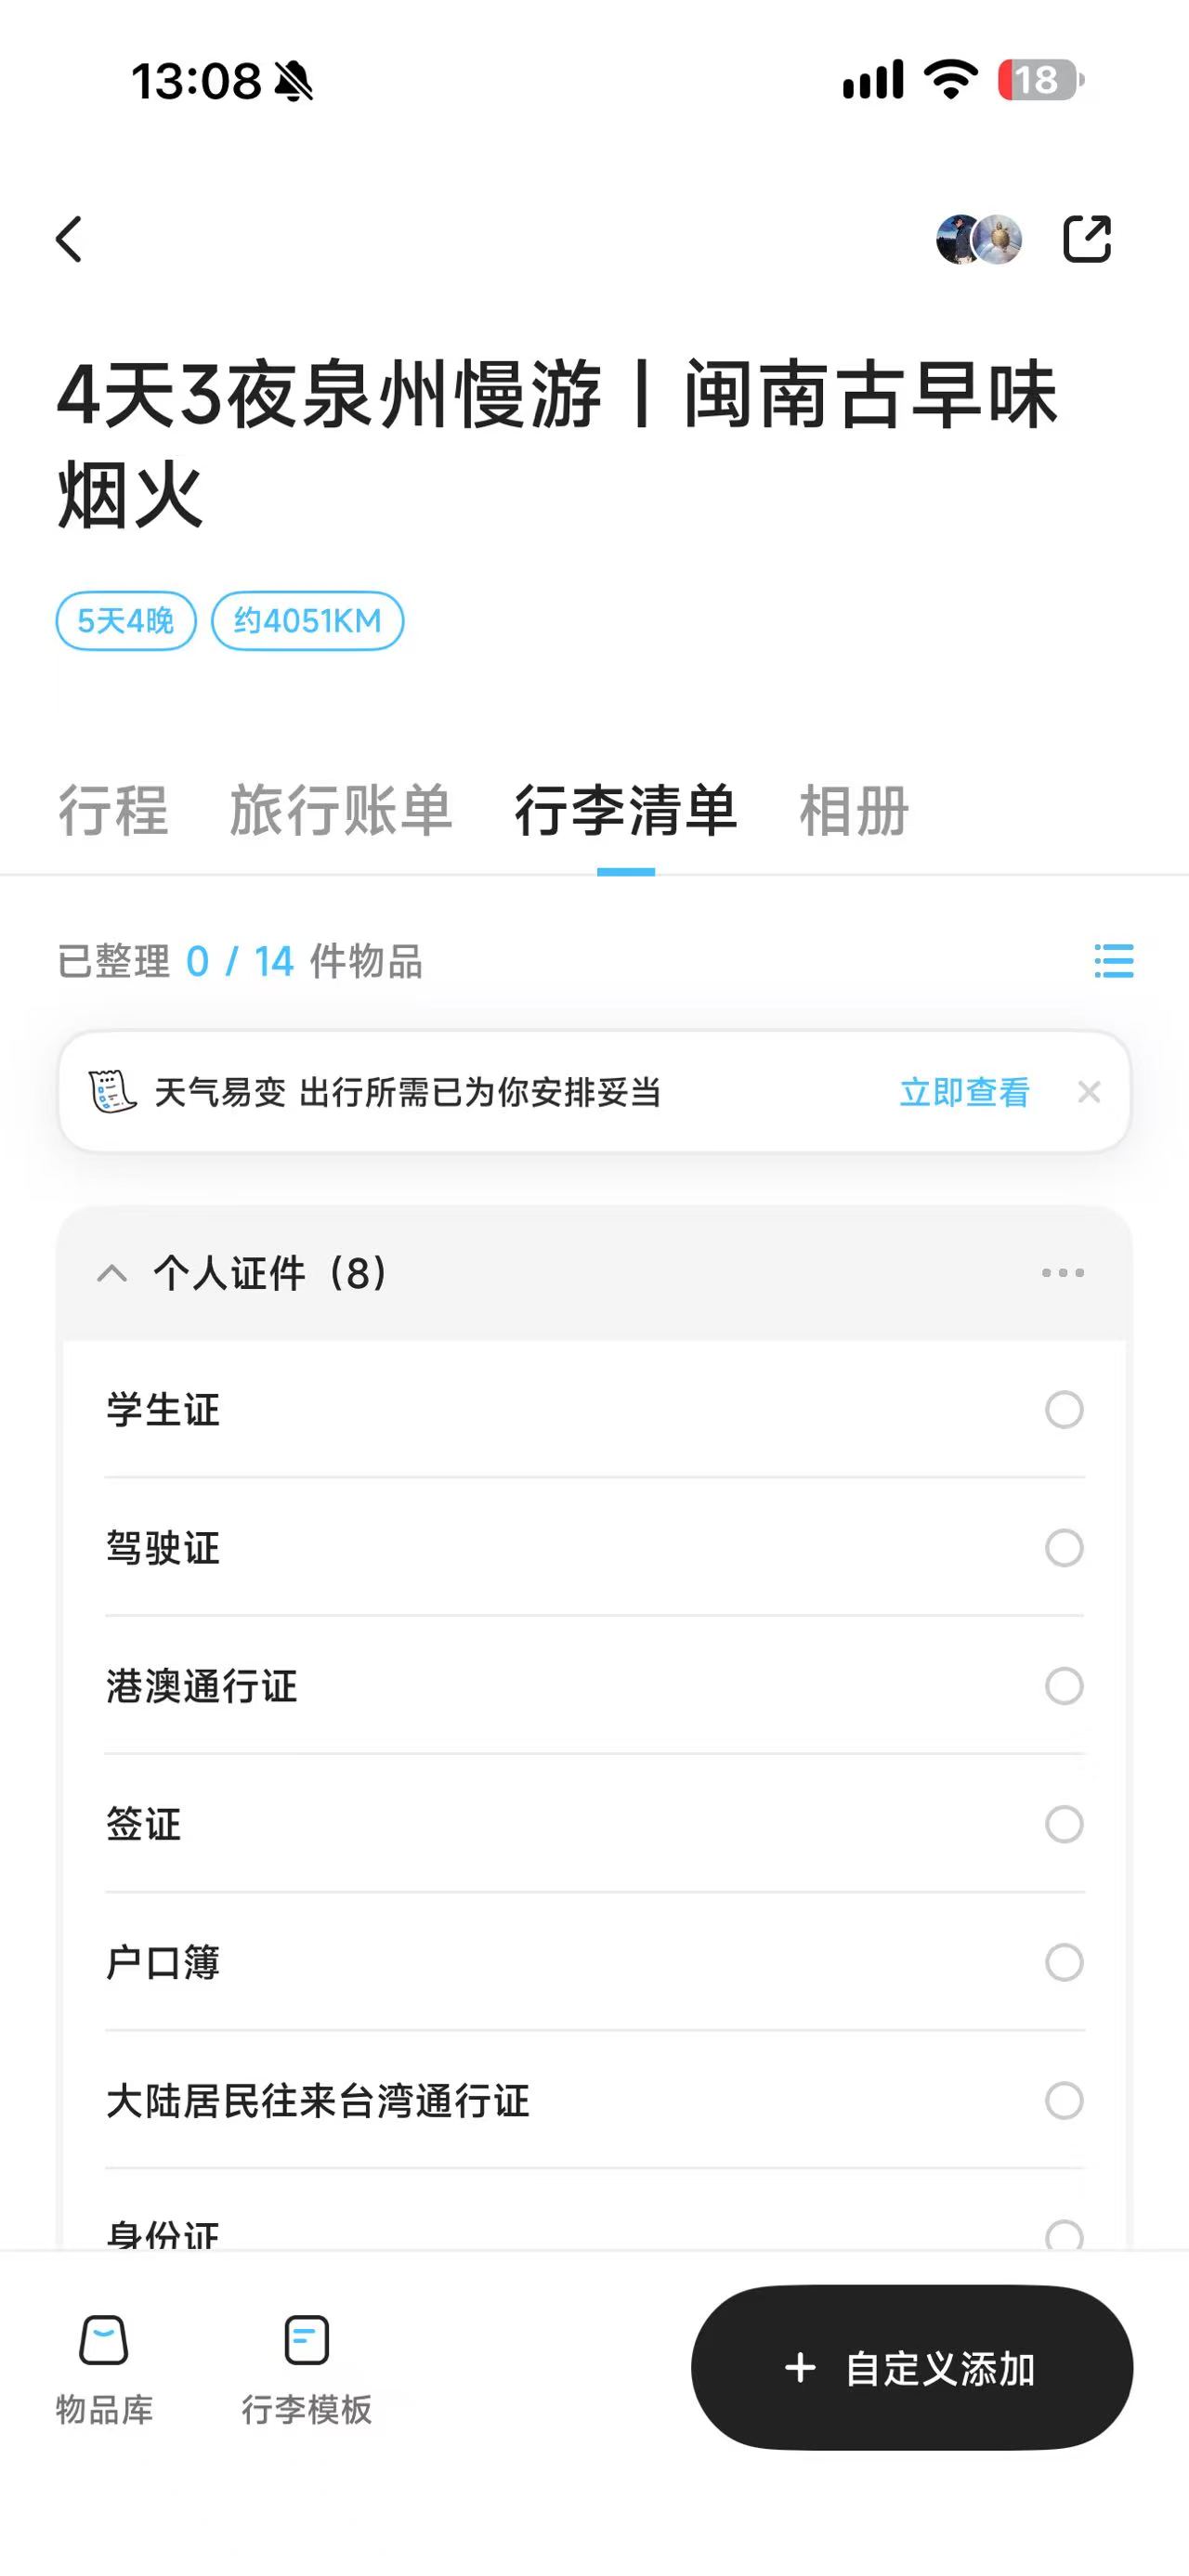 13:08
18
4天3夜泉州慢游丨闽南古早味
烟火
5天4晚 约4051KM
行程 旅行账单 行李清单 相册
已整理 0 / 14 件物品
天气易变 出行所需已为你安排妥当 立即查看
个人证件（8）
学生证
驾驶证
港澳通行证
签证
户口簿
大陆居民往来台湾通行证
身份证
物品库 行李模板 + 自定义添加